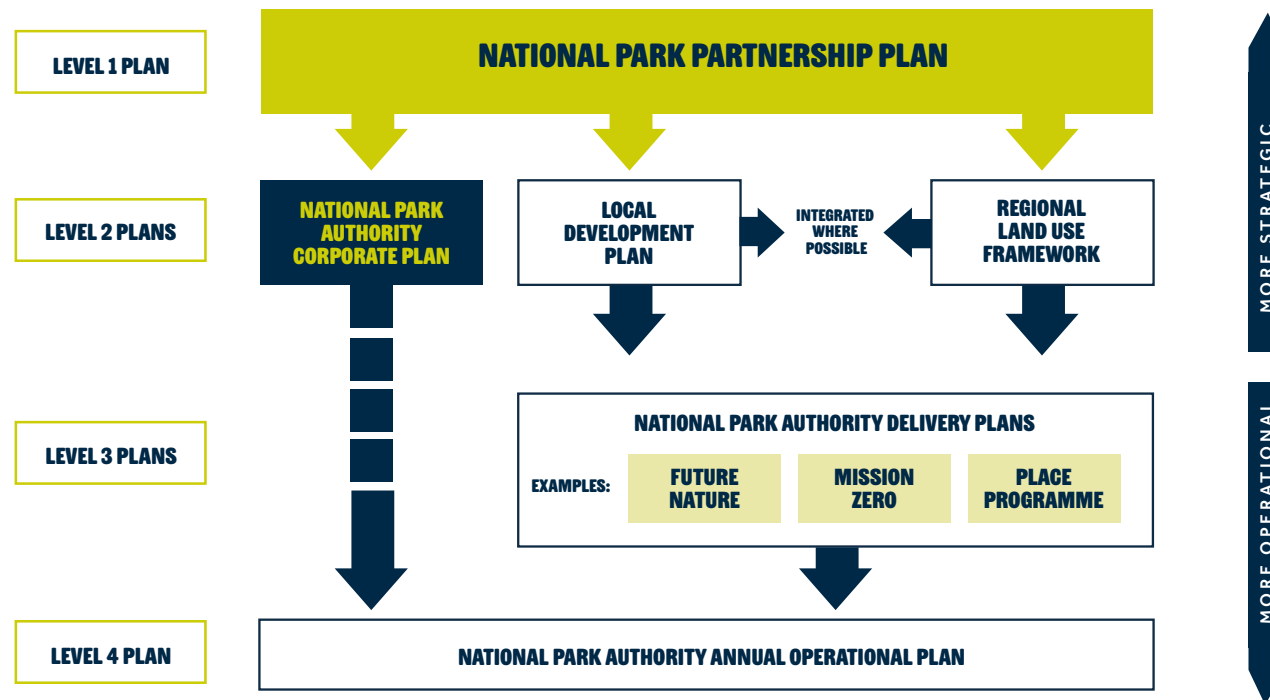 LEVEL 1 PLAN
NATIONAL PARK PARTNERSHIP PLAN
LEVEL 2 PLANS
NATIONAL PARK
AUTHORITY
CORPORATE PLAN
LOCAL
DEVELOPMENT
PLAN
INTEGRATED
WHERE
POSSIBLE
REGIONAL
LAND USE
FRAMEWORK
MORE STRATEGIC
LEVEL 3 PLANS
NATIONAL PARK AUTHORITY DELIVERY PLANS
EXAMPLES:
FUTURE
NATURE
MISSION
ZERO
PLACE
PROGRAMME
MORE OPERATIONAL
LEVEL 4 PLAN
NATIONAL PARK AUTHORITY ANNUAL OPERATIONAL PLAN